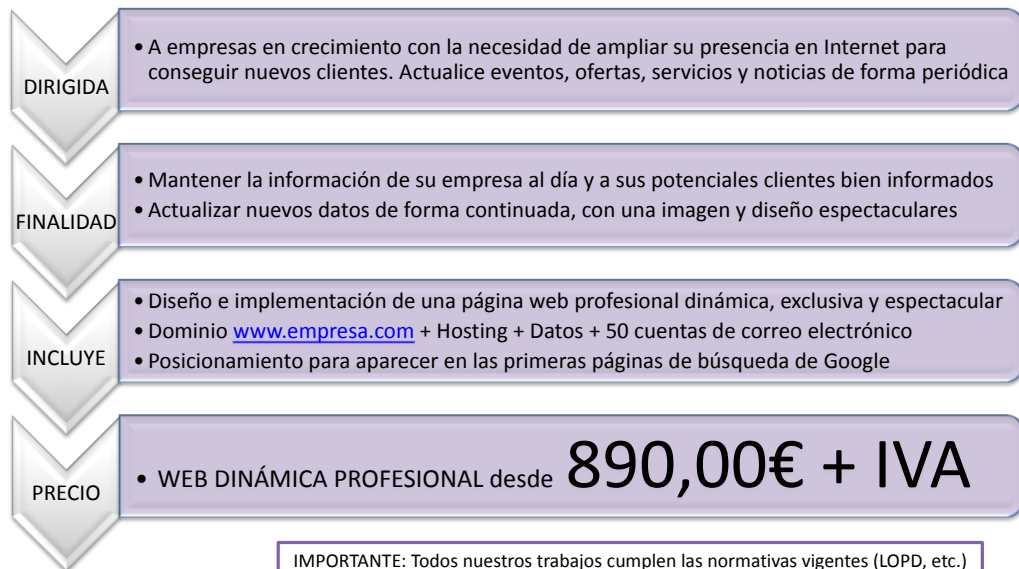 DIRIGIDA
• A empresas en crecimiento con la necesidad de ampliar su presencia en Internet para
conseguir nuevos clientes. Actualice eventos, ofertas, servicios y noticias de forma periódica
FINALIDAD
• Mantener la información de su empresa al día y a sus potenciales clientes bien informados
• Actualizar nuevos datos de forma continuada, con una imagen y diseño espectaculares
INCLUYE
• Diseño e implementación de una página web profesional dinámica, exclusiva y espectacular
• Dominio www.empresa.com + Hosting + Datos + 50 cuentas de correo electrónico
• Posicionamiento para aparecer en las primeras páginas de búsqueda de Google
PRECIO
• WEB DINÁMICA PROFESIONAL desde 890,00€ + IVA
IMPORTANTE: Todos nuestros trabajos cumplen las normativas vigentes (LOPD, etc.)